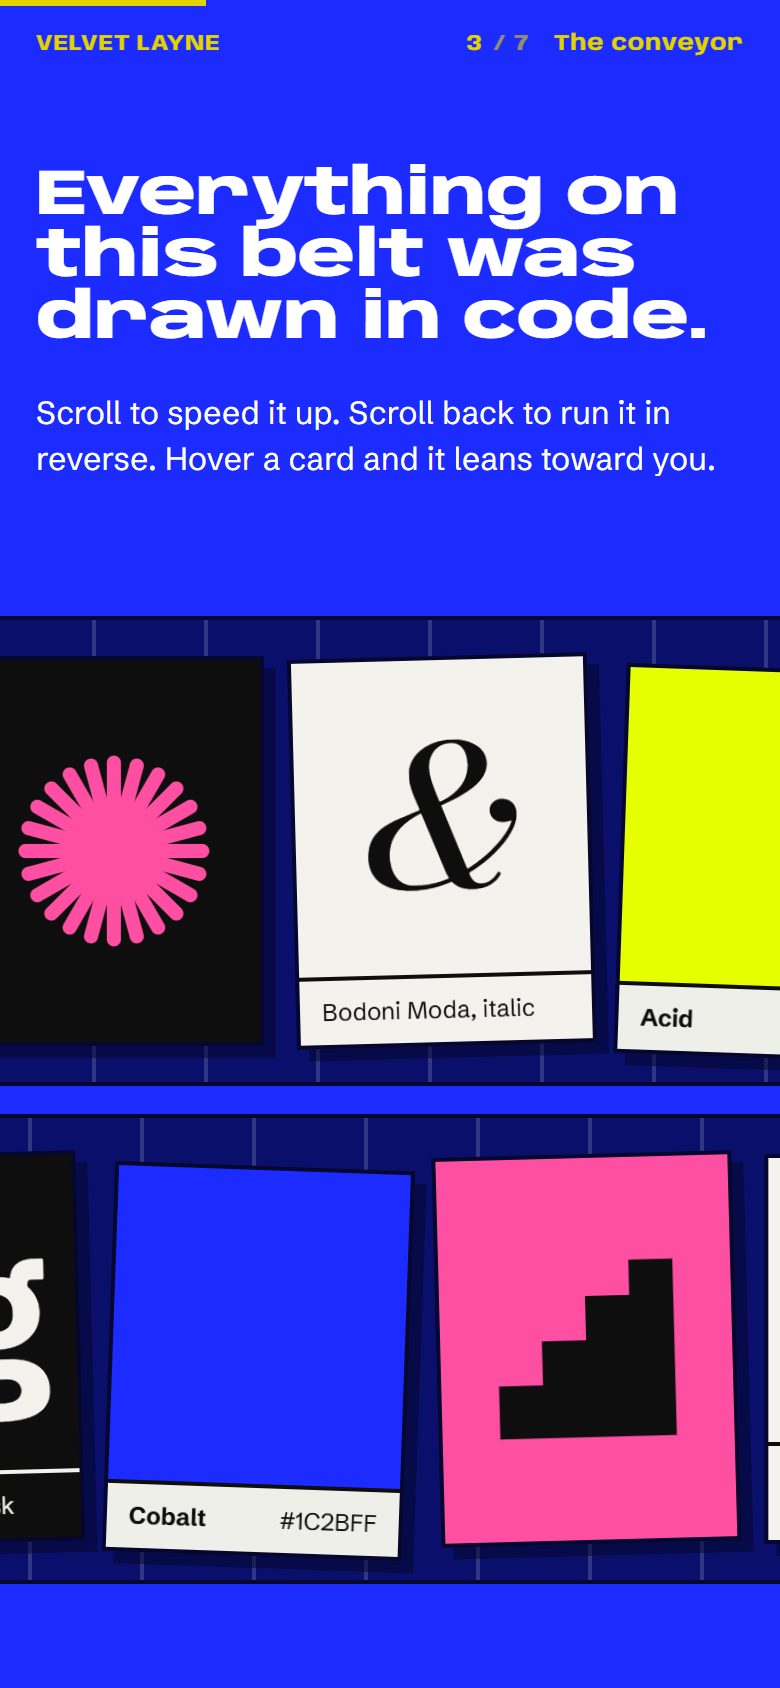 VELVET LAYNE
3 / 7 The conveyor
Everything on
this belt was
drawn in code.
Scroll to speed it up. Scroll back to run it in
reverse. Hover a card and it leans toward you.
&
Bodoni Moda, italic
Acid
g
Cobalt #1C2BFF